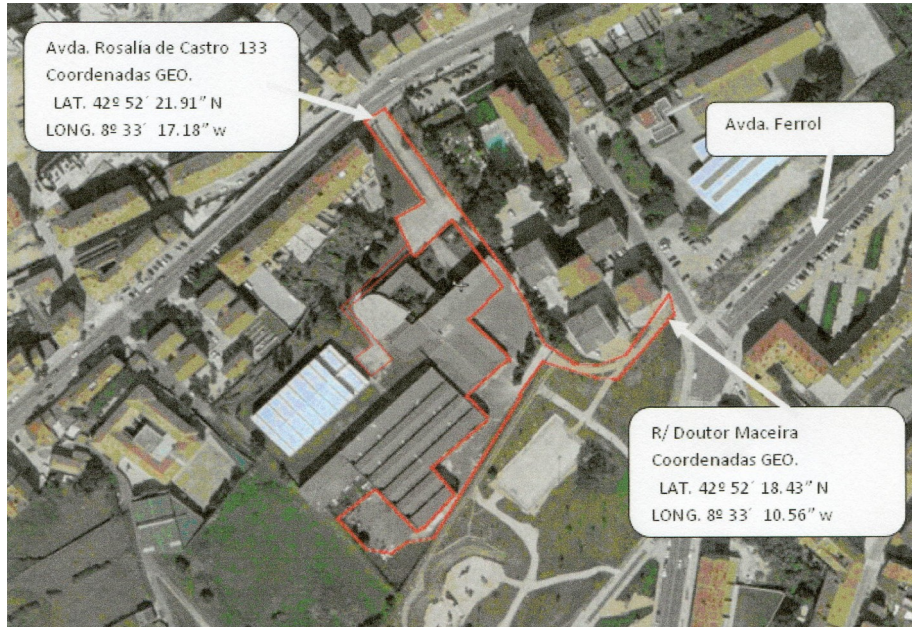 Avda. Rosalía de Castro 133
Coordenadas GEO.
LAT. 42º 52´ 21.91” N
LONG. 8º 33´ 17.18” w
Avda. Ferrol
R/ Doutor Maceira
Coordenadas GEO.
LAT. 42º 52´ 18.43” N
LONG. 8º 33´ 10.56” w